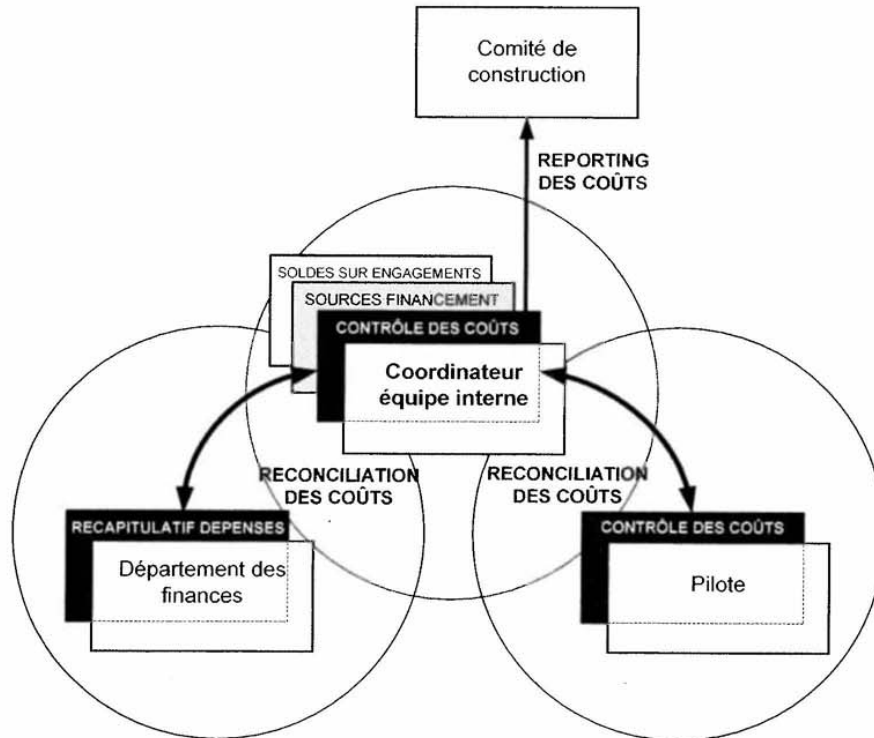 Comité de
construction
REPORTING
DES COÛTS
SOLDES SUR ENGAGEMENTS
SOURCES FINANCEMENT
CONTRÔLE DES COÛTS
Coordinateur
équipe interne
RECONCILIATION
DES COÛTS
RECONCILIATION
DES COÛTS
RECAPITULATIF DEPENSES
Département des
finances
CONTRÔLE DES COÛTS
Pilote